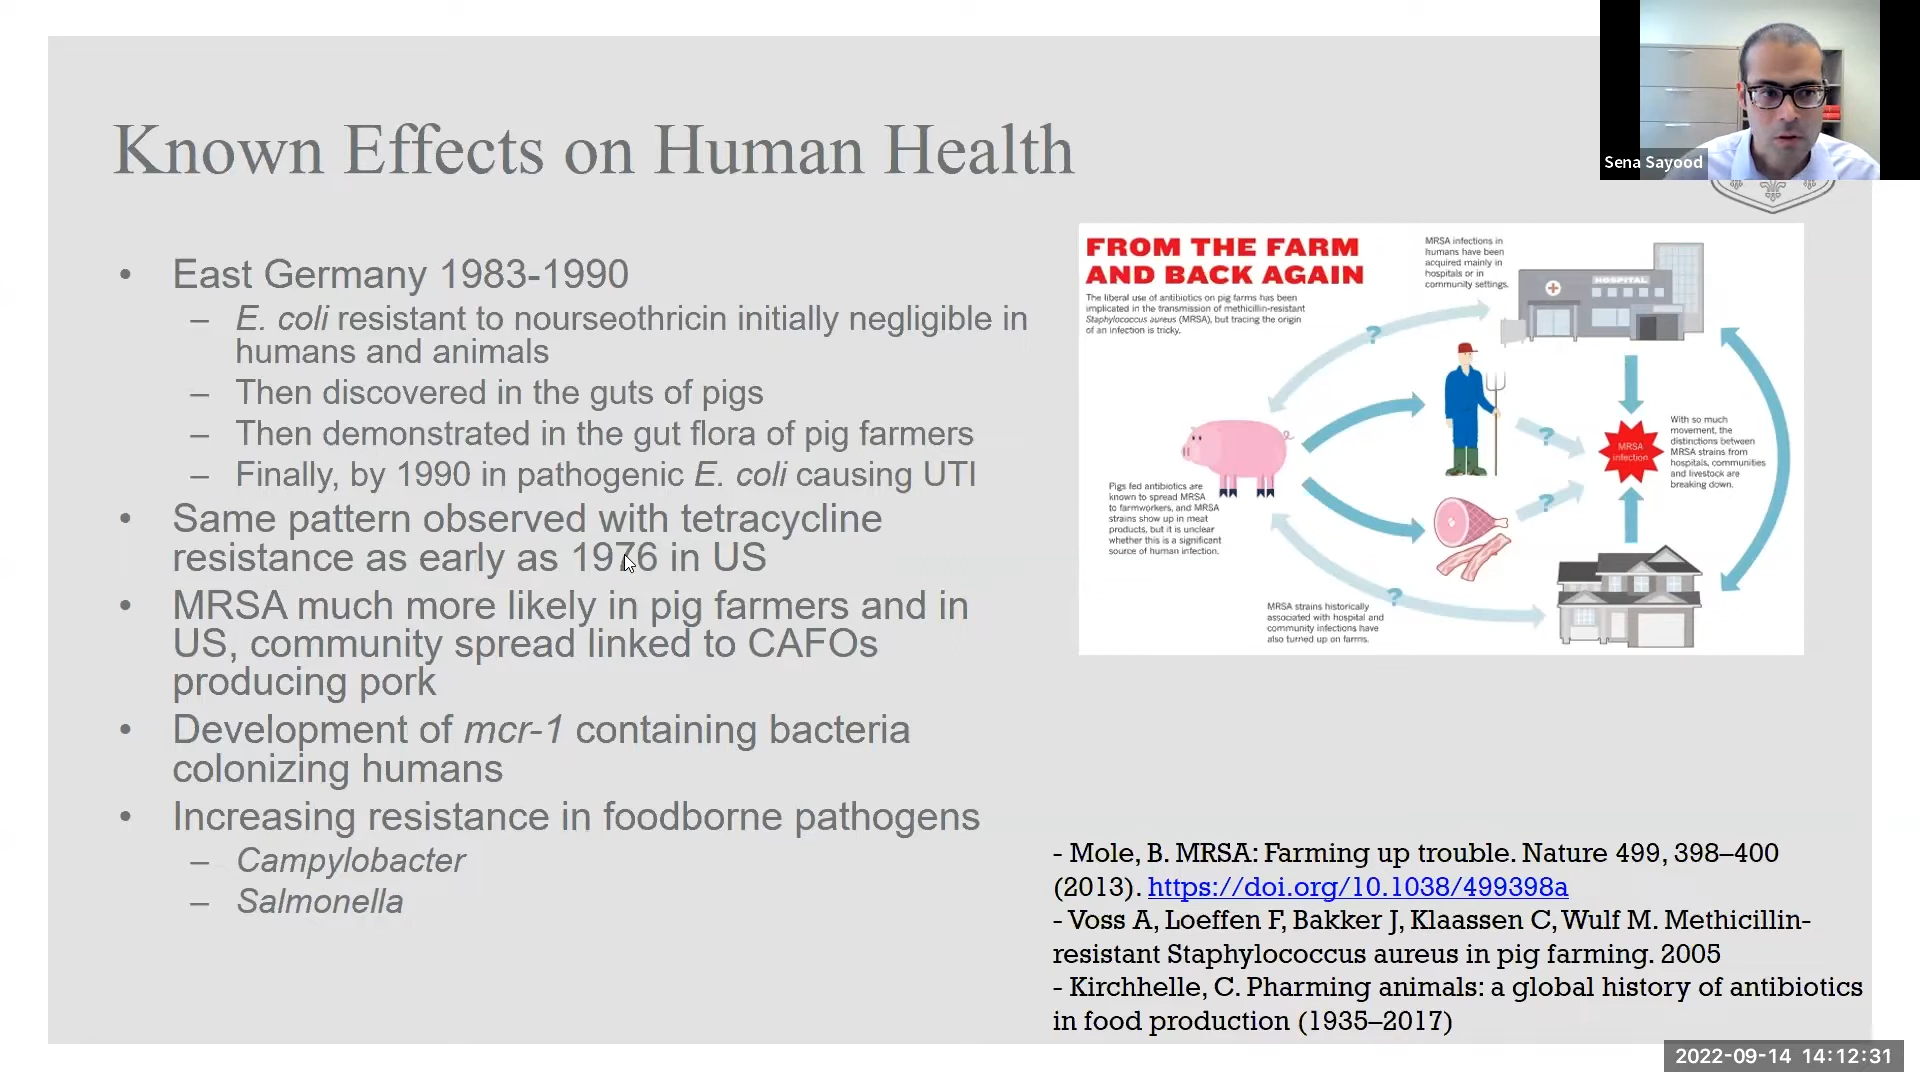 Known Effects on Human Health
• East Germany 1983-1990
– E. coli resistant to nourseothricin initially negligible in
humans and animals
– Then discovered in the guts of pigs
– Then demonstrated in the gut flora of pig farmers
– Finally, by 1990 in pathogenic E. coli causing UTI
• Same pattern observed with tetracycline
resistance as early as 1976 in US
• MRSA much more likely in pig farmers and in
US, community spread linked to CAFOs
producing pork
• Development of mcr-1 containing bacteria
colonizing humans
• Increasing resistance in foodborne pathogens
– Campylobacter
– Salmonella
FROM THE FARM
AND BACK AGAIN
The liberal use of antibiotics on pig farms has been
implicated in the transmission of methicillin-resistant
Staphylococcus aureus (MRSA), but tracing the origin
of an infection is tricky.
MRSA infections in
humans have been
acquired mainly in
hospitals or in
community settings.
HOSPITAL
?
?
?
?
MRSA
infection
With so much
movement, the
distinctions between
MRSA strains from
hospitals, communities
and livestock are
breaking down.
Pigs fed antibiotics are
known to spread MRSA
to farmworkers, and MRSA
strains show up in meat
products, but it is unclear
whether this is a significant
source of human infection.
MRSA strains historically
associated with hospital and
community infections have
also turned up on farms.
- Mole, B. MRSA: Farming up trouble. Nature 499, 398–400
(2013). https://doi.org/10.1038/499398a
- Voss A, Loeffen F, Bakker J, Klaassen C, Wulf M. Methicillin-
resistant Staphylococcus aureus in pig farming. 2005
- Kirchhelle, C. Pharming animals: a global history of antibiotics
in food production (1935–2017)
Sena Sayood
2022-09-14 14:12:31